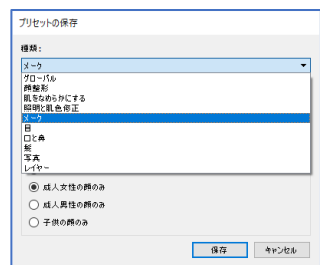 プリセットの保存
種類:
メーク
グローバル
顔整形
肌をなめらかにする
照明と肌色修正
メーク
目
口と鼻
髪
写真
レイヤー
成人女性の顔のみ
成人男性の顔のみ
子供の顔のみ
保存
キャンセル